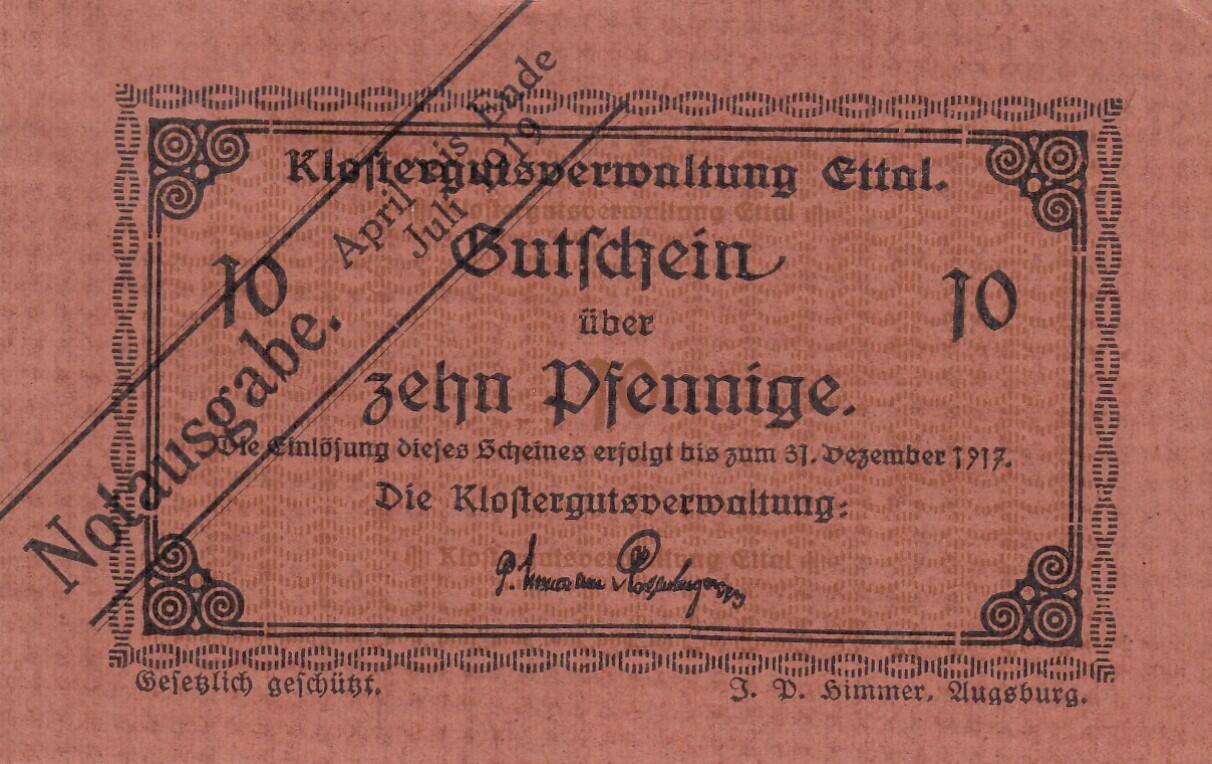 Notausgabe.
April bis Ende
Juli 1919
Klostergutsverwaltung Ettal.
Gutschein
10
10
über
zehn Pfennige
Die Einlösung dieses Scheines erfolgt bis zum 31. Dezember 1917.
Die Klostergutsverwaltung:
Gesetzlich geschützt.
J. P. Himmer, Augsburg.